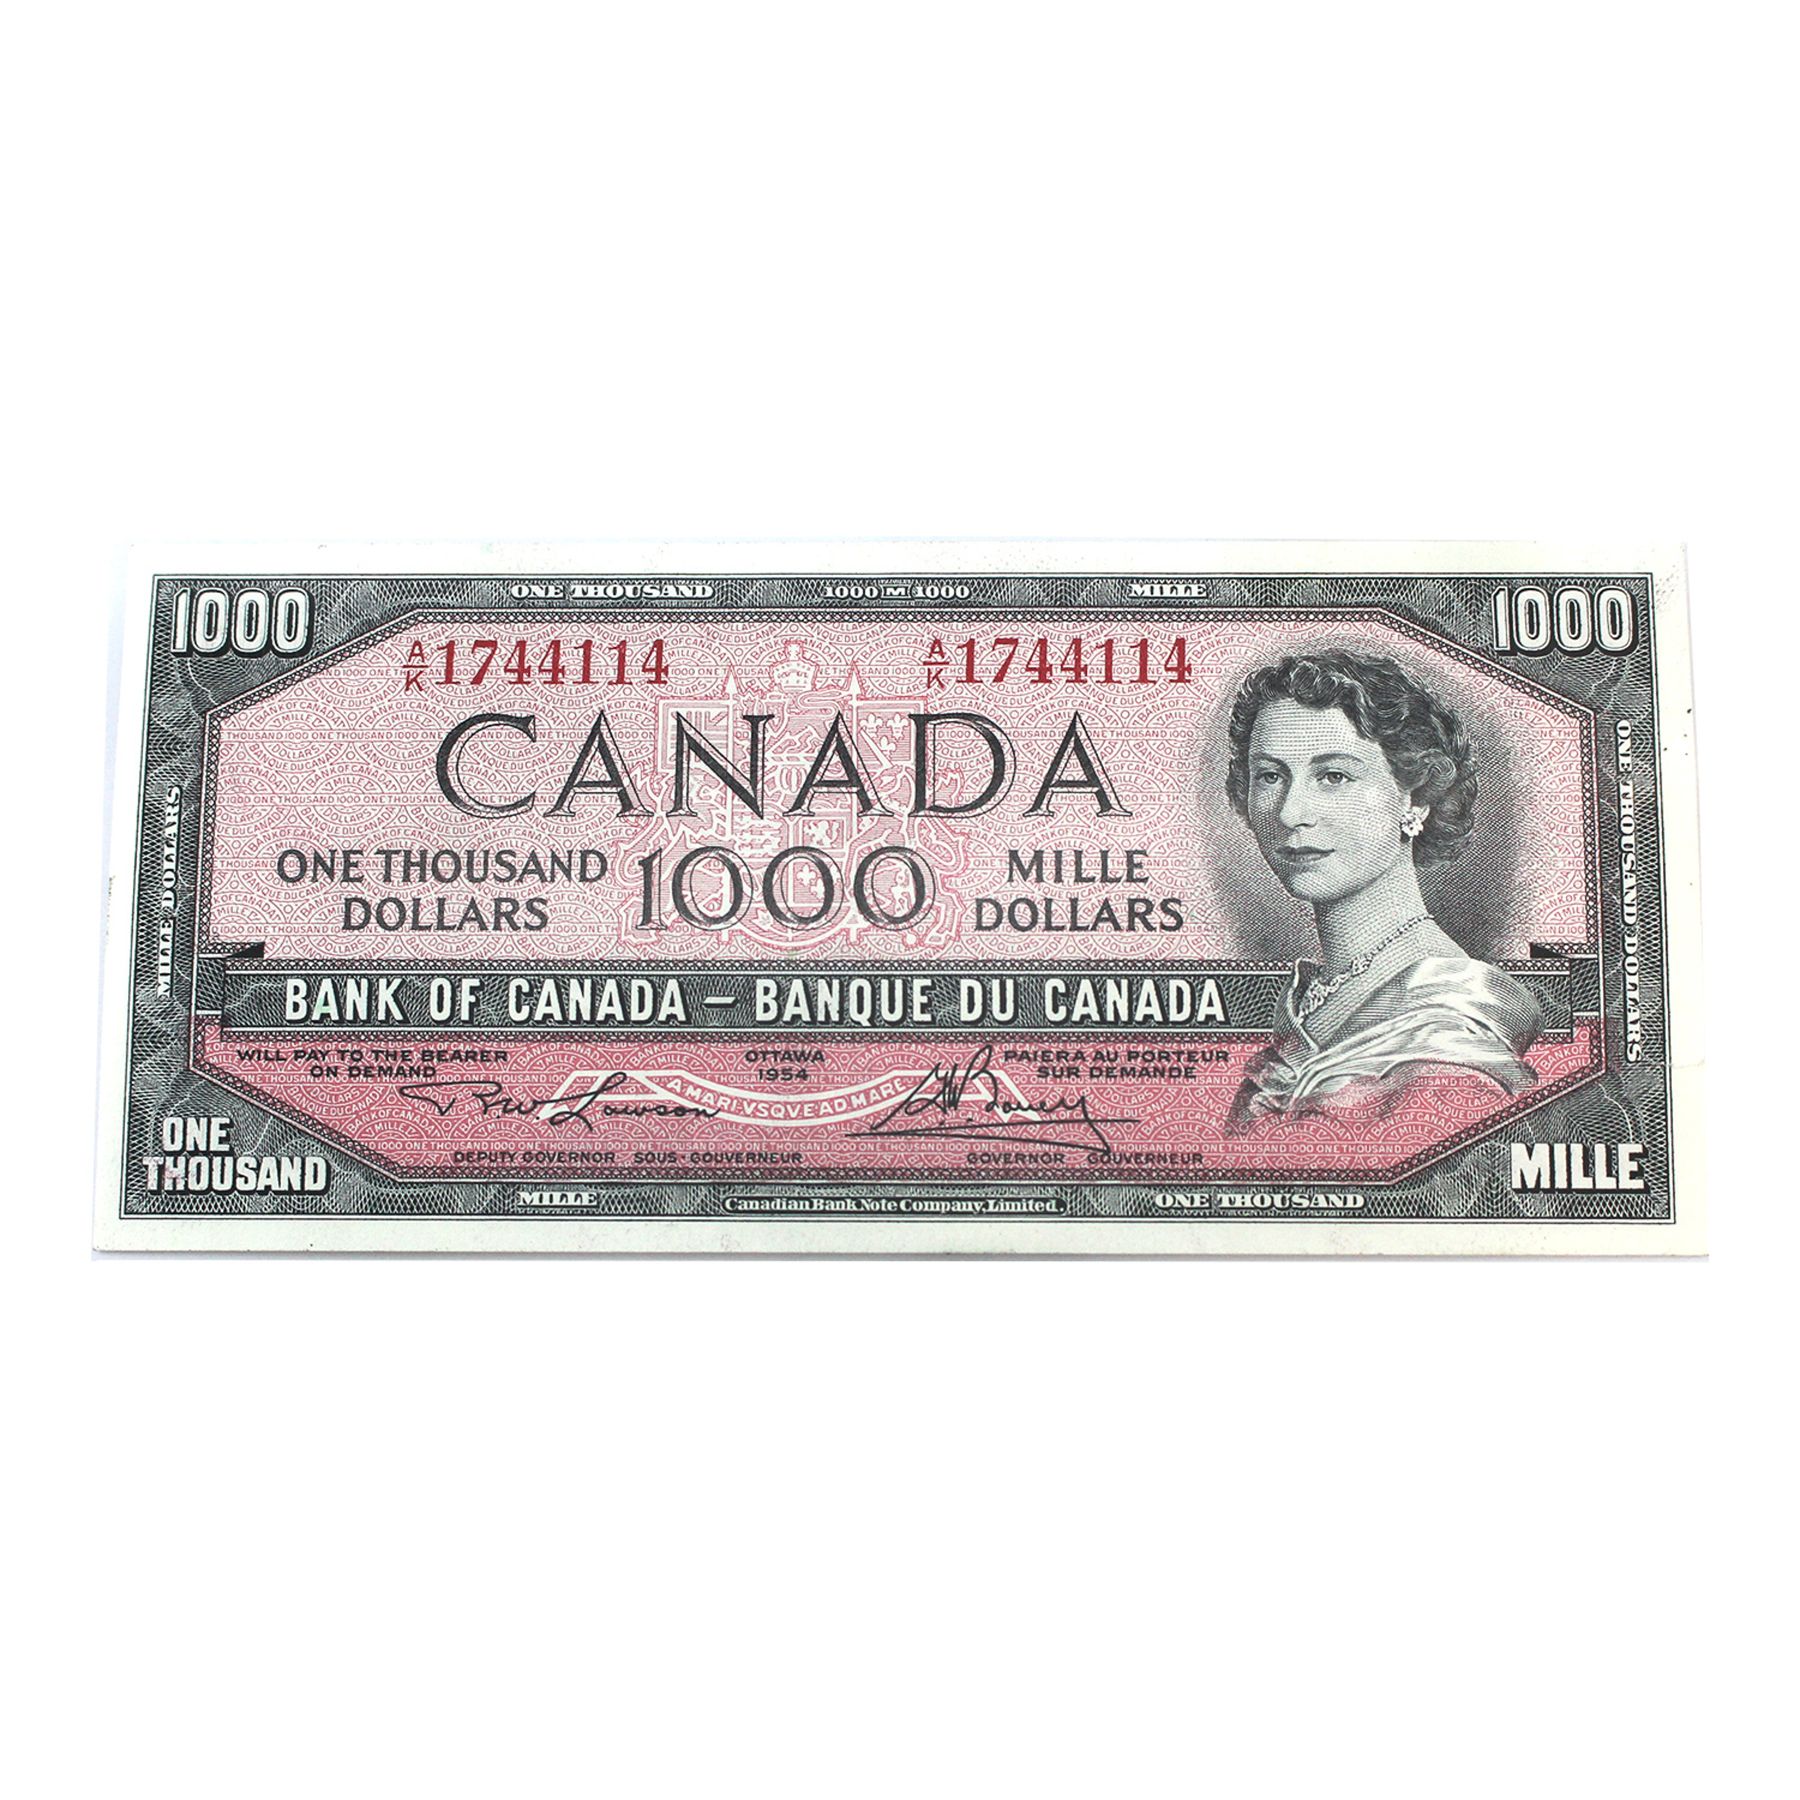 ONE THOUSAND 1000 M 1000 MILLE
1000 1000
A/K 1744114 A/K 1744114
CANADA
ONE THOUSAND DOLLARS 1000 MILLE DOLLARS
MILLE DOLLARS
ONE THOUSAND DOLLARS
BANK OF CANADA – BANQUE DU CANADA
WILL PAY TO THE BEARER OTTAWA PAIERA AU PORTEUR
ON DEMAND 1954 SUR DEMANDE
A MARI VSQVE AD MARE
R W Lawson
DEPUTY GOVERNOR SOUS-GOUVERNEUR GOVERNOR GOUVERNEUR
ONE THOUSAND MILLE
MILLE Canadian Bank Note Company, Limited. ONE THOUSAND